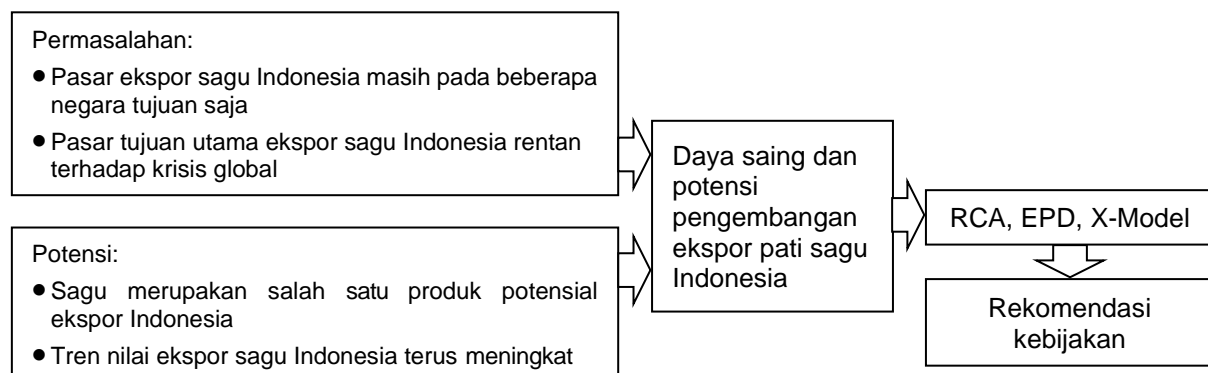 Permasalahan:
● Pasar ekspor sagu Indonesia masih pada beberapa
negara tujuan saja
● Pasar tujuan utama ekspor sagu Indonesia rentan
terhadap krisis global
Potensi:
● Sagu merupakan salah satu produk potensial
ekspor Indonesia
● Tren nilai ekspor sagu Indonesia terus meningkat
Daya saing dan
potensi
pengembangan
ekspor pati sagu
Indonesia
RCA, EPD, X-Model
Rekomendasi
kebijakan